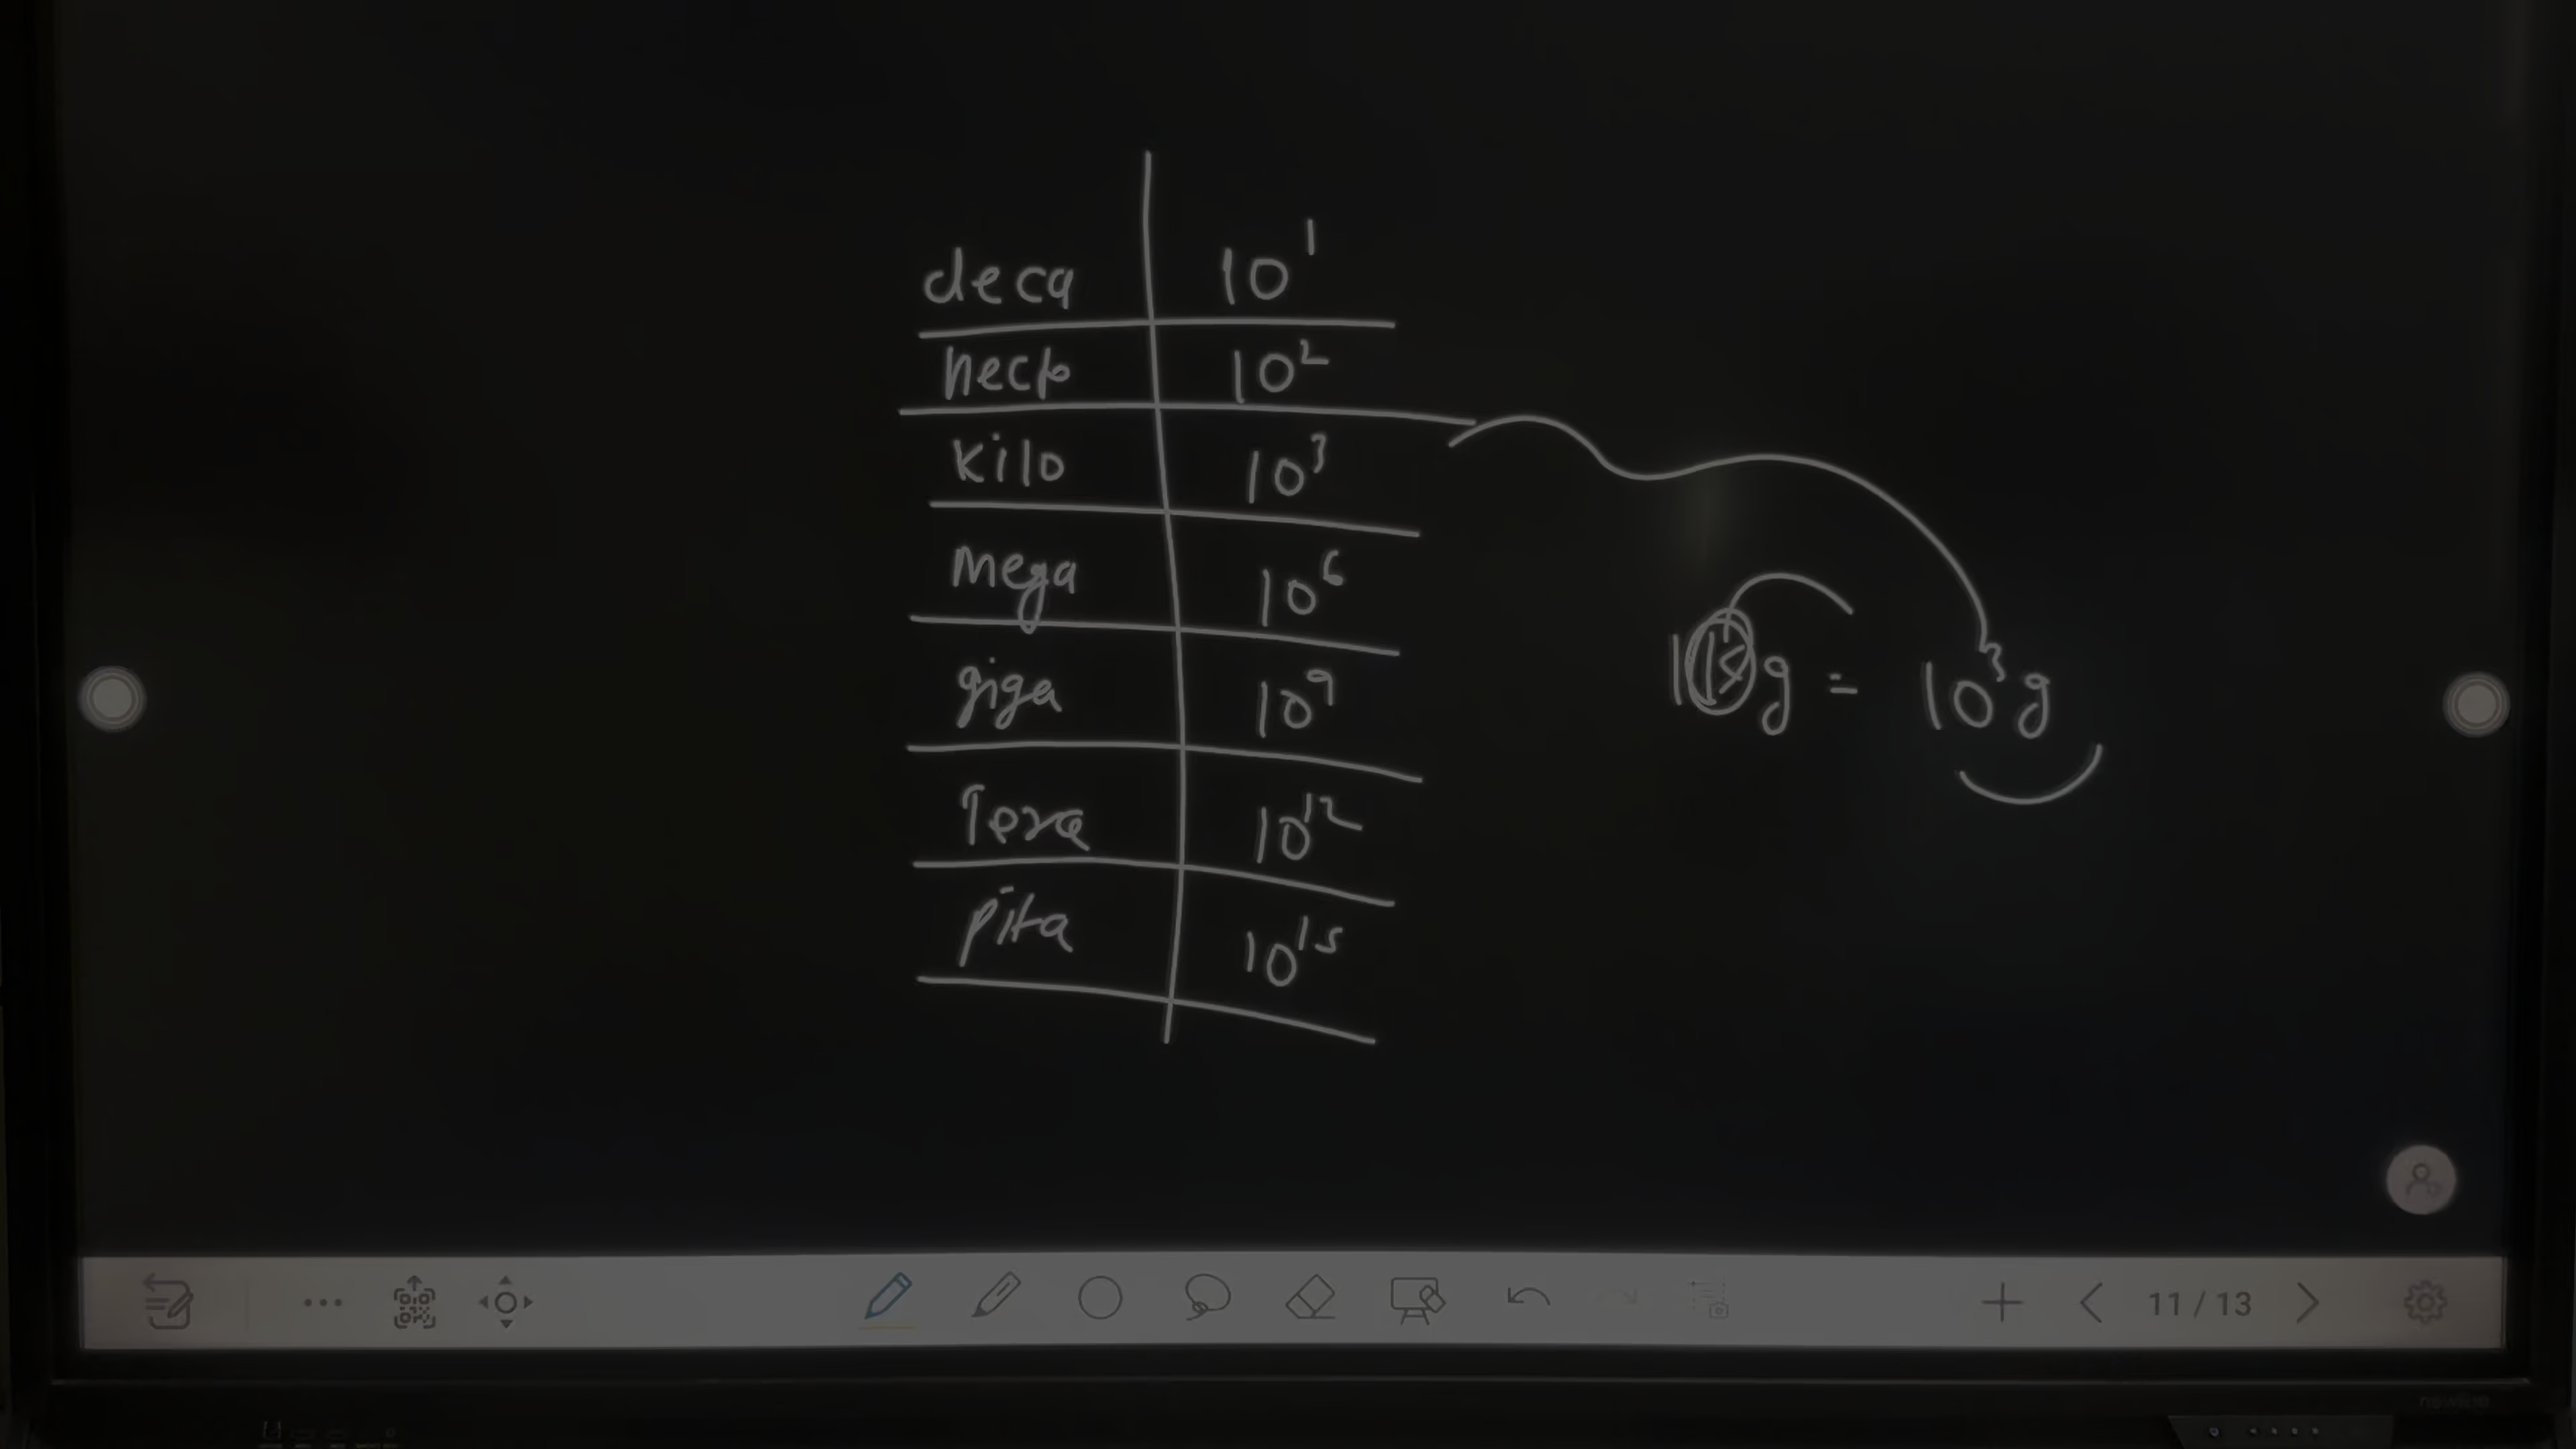 deca 10¹
hecto 10²
kilo 10³
Mega 10⁶
giga 10⁹
Tera 10¹²
pita 10¹⁵
1kg = 10³g
11 / 13